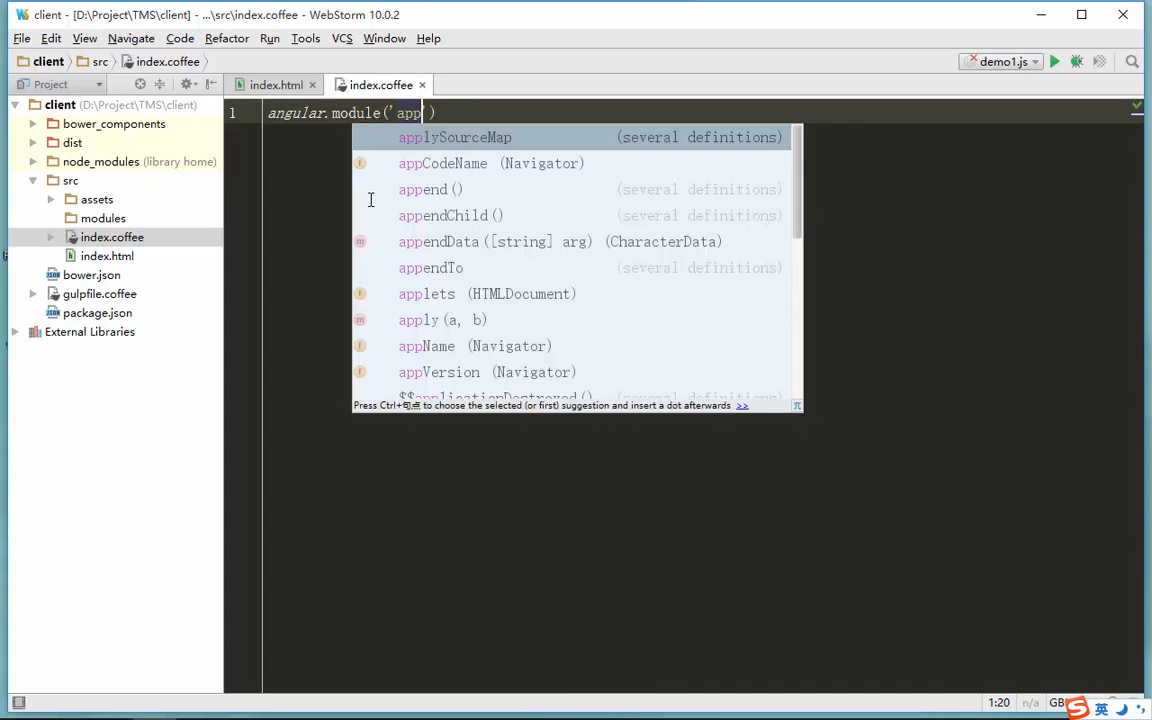 client - [D:\Project\TMS\client] - ...\src\index.coffee - WebStorm 10.0.2
File Edit View Navigate Code Refactor Run Tools VCS Window Help
client src index.coffee demo1.js
Project index.html index.coffee
client (D:\Project\TMS\client)
bower_components
dist
node_modules (library home)
src
assets
modules
index.coffee
index.html
bower.json
gulpfile.coffee
package.json
External Libraries
1 angular.module('app')
applySourceMap (several definitions)
appCodeName (Navigator)
append() (several definitions)
appendChild() (several definitions)
appendData([string] arg) (CharacterData)
appendTo (several definitions)
applets (HTMLDocument)
apply(a, b)
appName (Navigator)
appVersion (Navigator)
$$applicationDestroyed() (several definitions)
Press Ctrl+句点 to choose the selected (or first) suggestion and insert a dot afterwards >>
1:20 n/a GB 英